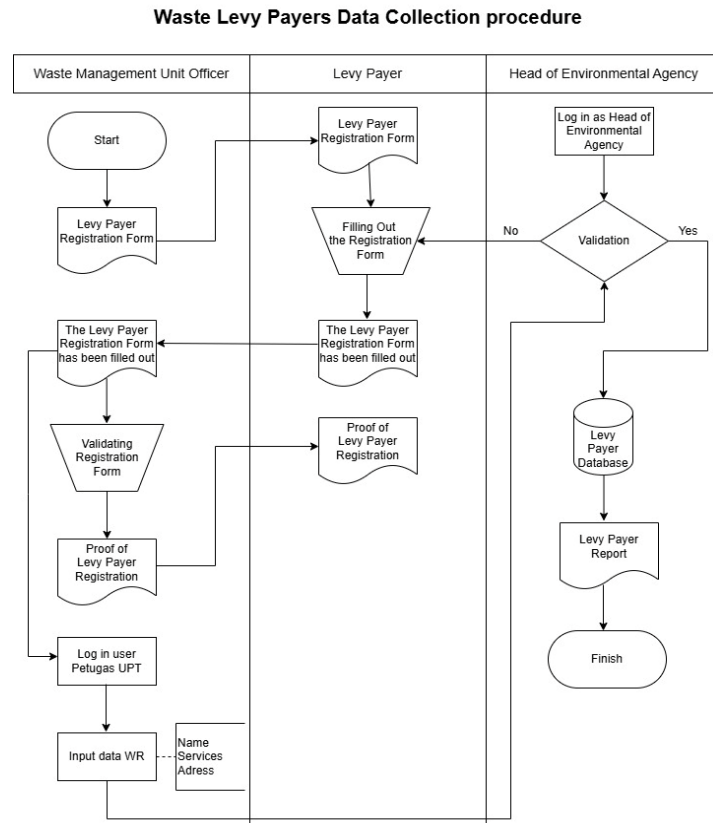 Waste Levy Payers Data Collection procedure
Waste Management Unit Officer
Levy Payer
Head of Environmental Agency
Start
Levy Payer
Registration Form
Levy Payer
Registration Form
Log in as Head of
Environmental
Agency
Levy Payer
Registration Form
Filling Out
the Registration
Form
No
Validation
Yes
The Levy Payer
Registration Form
has been filled out
The Levy Payer
Registration Form
has been filled out
Validating
Registration
Form
Proof of
Levy Payer
Registration
Levy
Payer
Database
Proof of
Levy Payer
Registration
Levy Payer
Report
Log in user
Petugas UPT
Finish
Input data WR
Name
Services
Adress